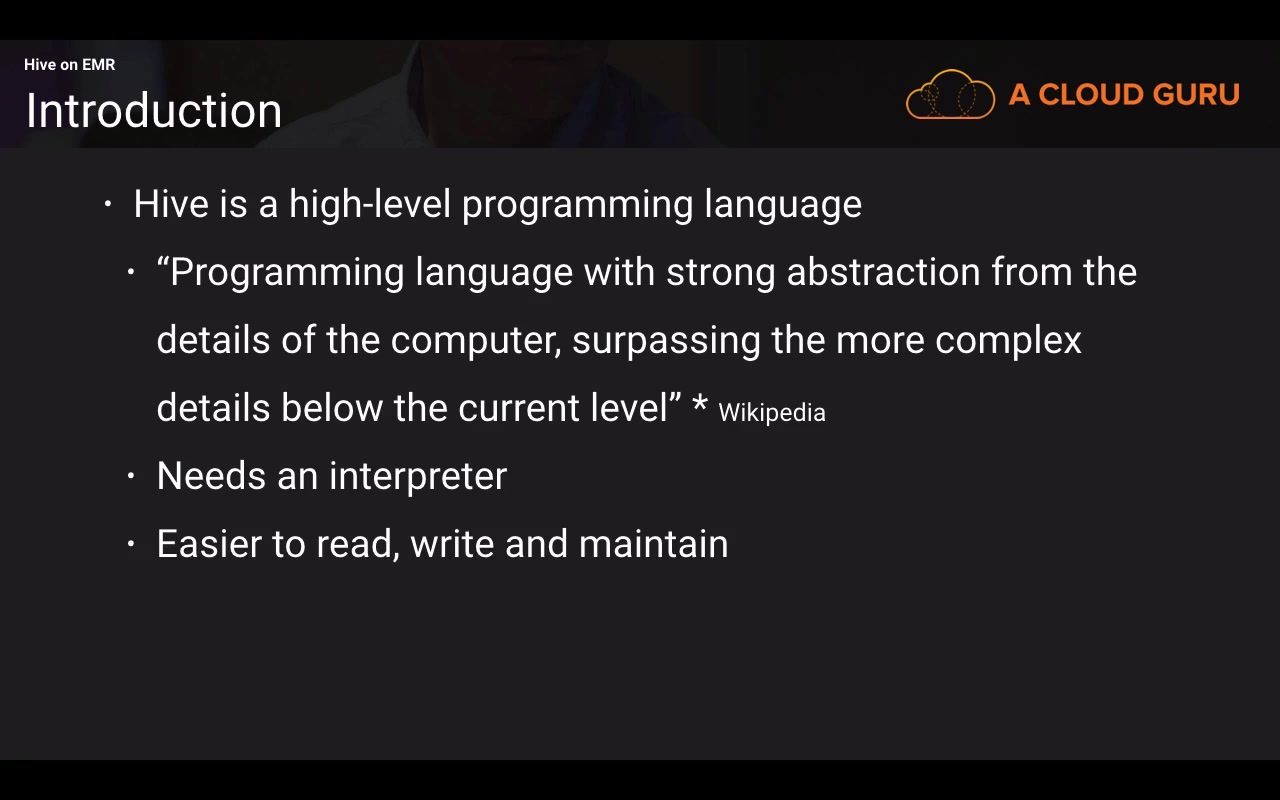 Hive on EMR
Introduction
A CLOUD GURU
• Hive is a high-level programming language
• “Programming language with strong abstraction from the
details of the computer, surpassing the more complex
details below the current level” * Wikipedia
• Needs an interpreter
• Easier to read, write and maintain